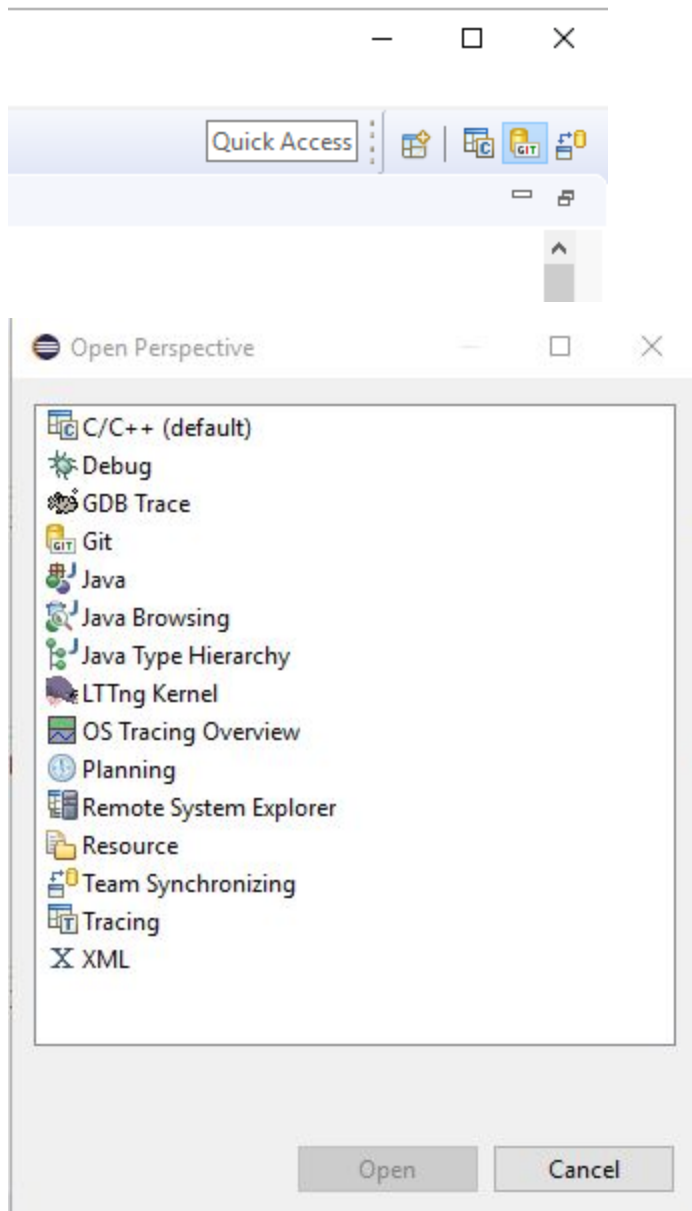 Quick Access
GIT
Open Perspective
C/C++ (default)
Debug
GDB Trace
Git
Java
Java Browsing
Java Type Hierarchy
LTTng Kernel
OS Tracing Overview
Planning
Remote System Explorer
Resource
Team Synchronizing
Tracing
XML
Open
Cancel